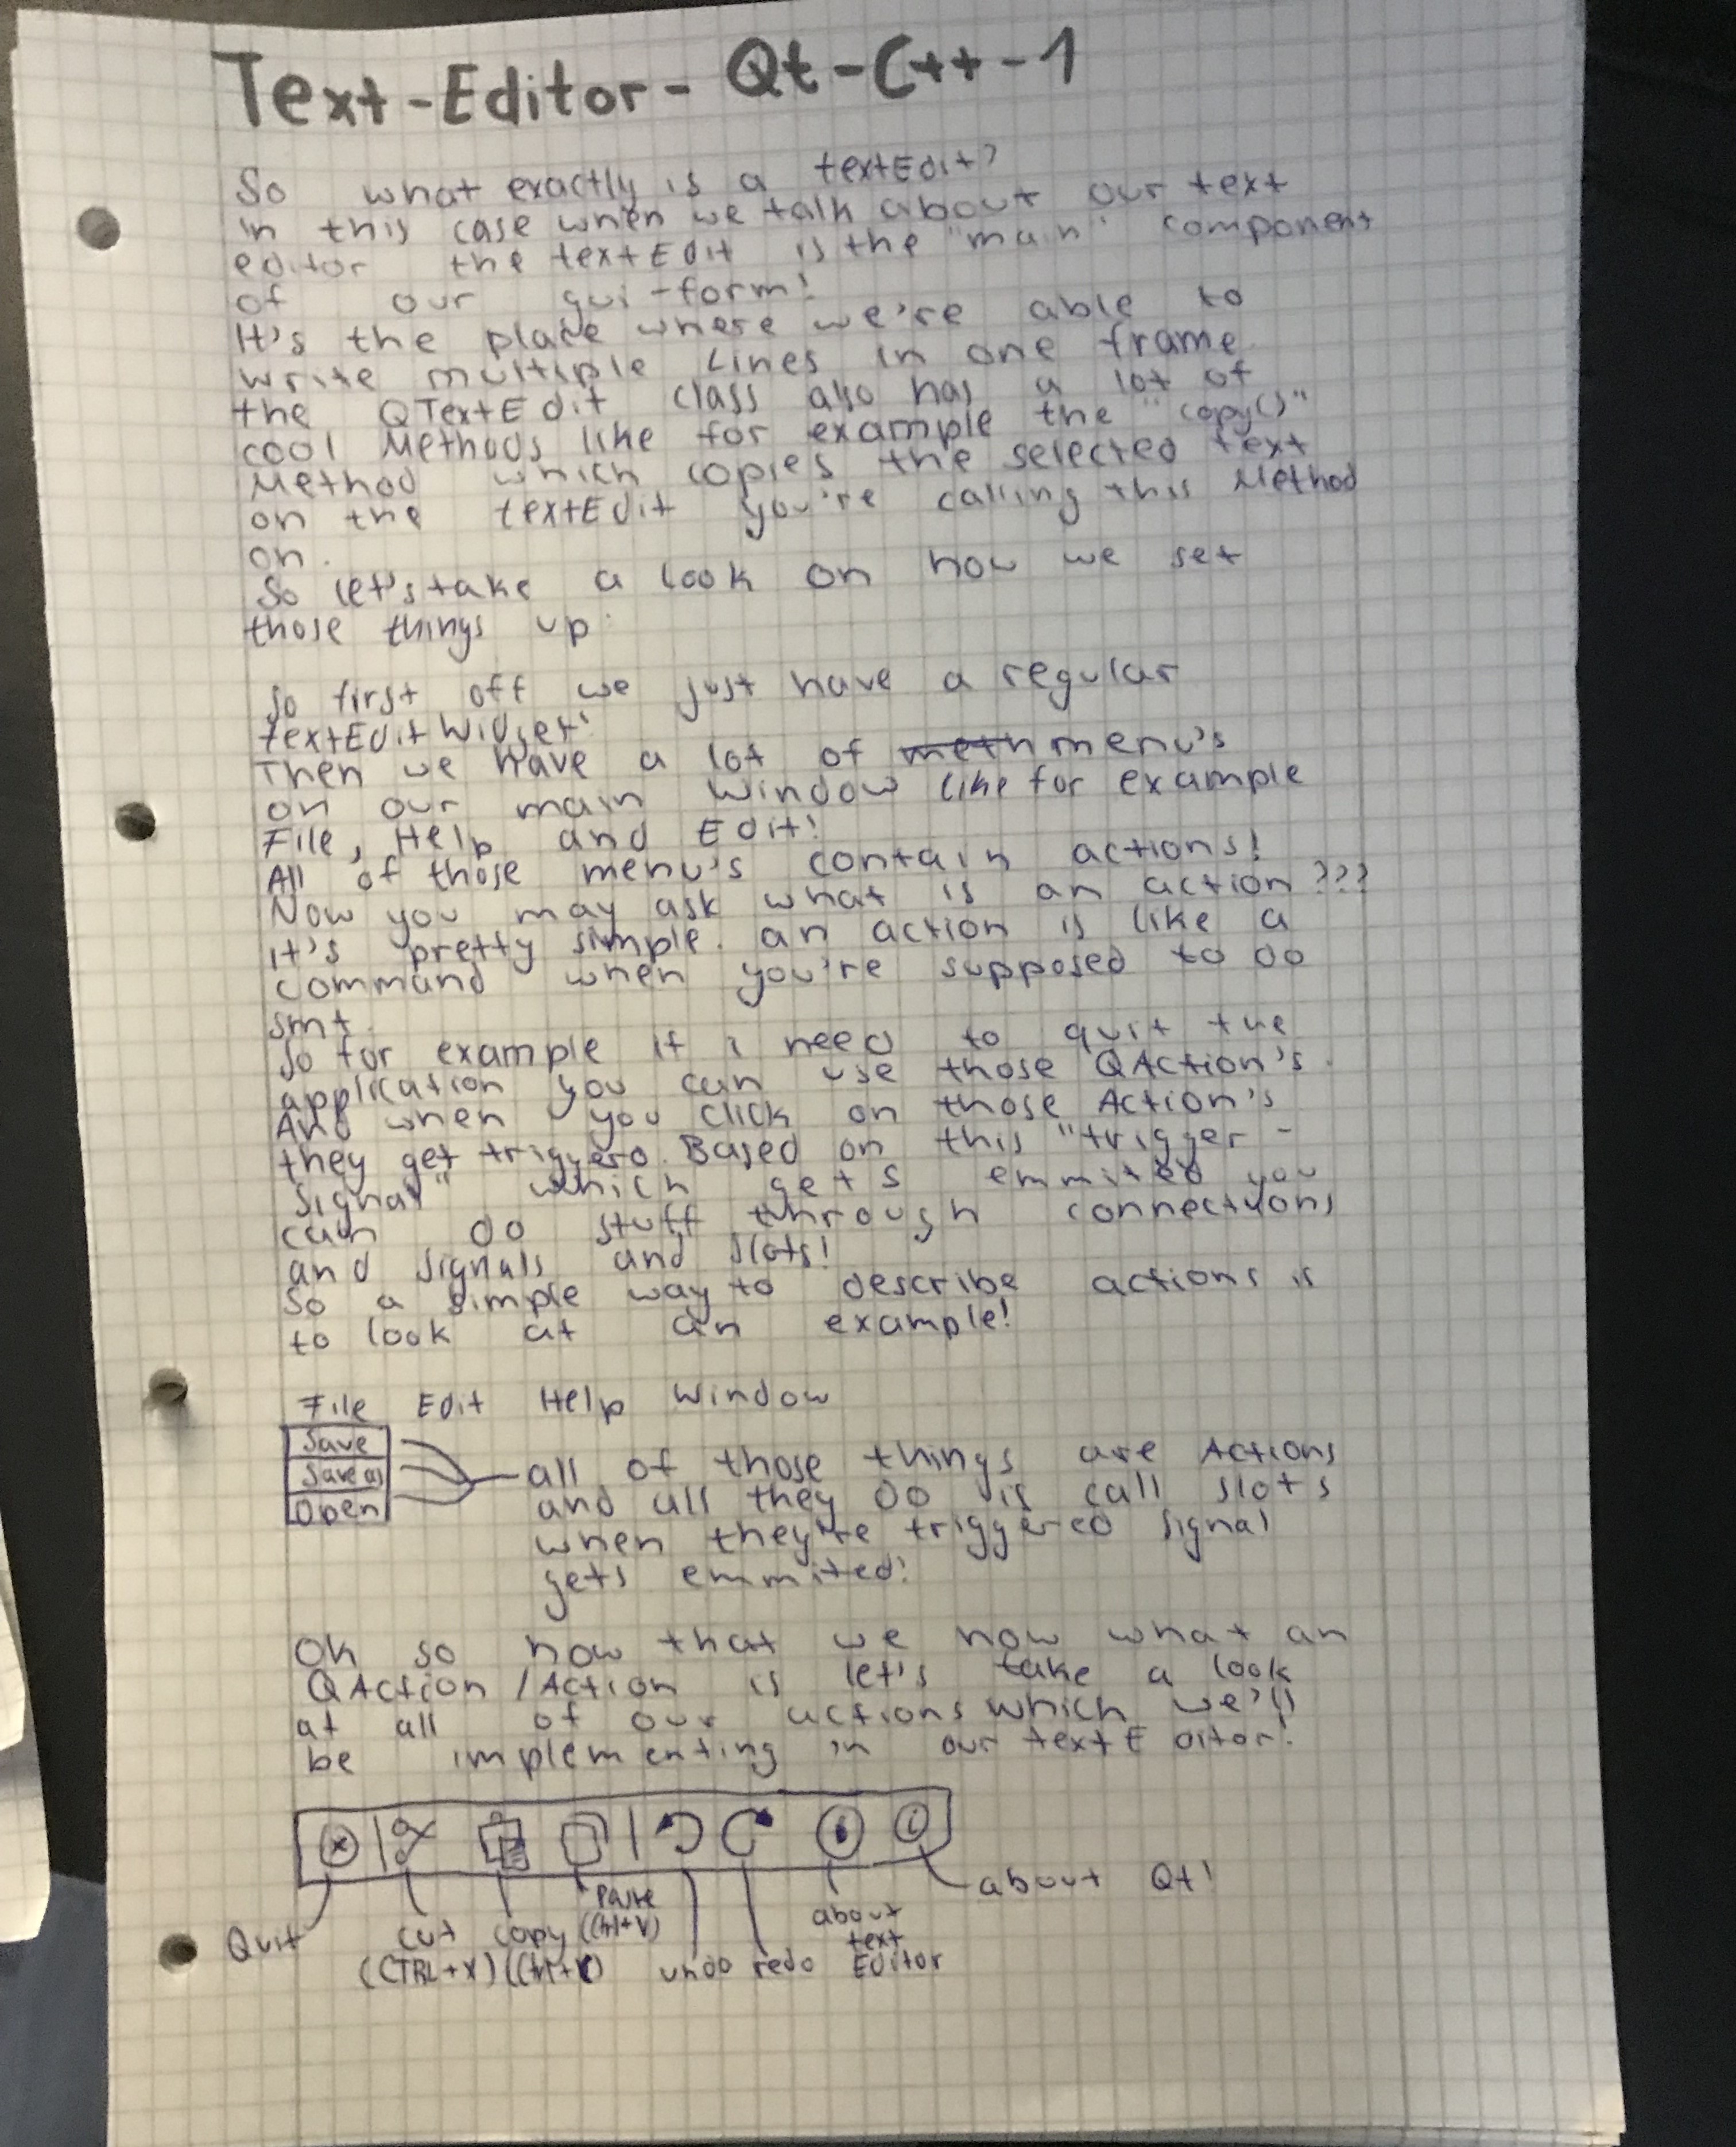 Text-Editor-Qt-C++-1
So what exactly is a textEdit?
in this case when we talk about our text
editor the textEdit is the "main" component
of our gui-form!
It's the place where we're able to
write multiple Lines in one frame.
the QTextEdit class also has a lot of
cool Methods like for example the "copy()"
Method which copies the selected text
on the textEdit you're calling this Method
on.
So let's take a look on how we set
those things up.
So first off we just have a regular
textEdit Widget!
Then we have a lot of meth menu's
on our main Window like for example
File, Help and Edit!
All of those menu's contain actions!
Now you may ask what is an action???
it's pretty simple. an action is like a
command when you're supposed to do
smt.
So for example if i need to quit the
application you can use those QAction's.
And when you click on those Action's
they get triggerd. Based on this "trigger-
signal" which gets emmited you
can do stuff through connections
and signals and slots!
So a simple way to describe actions is
to look at an example!
File Edit Help Window
Save
Save as
Open
all of those things are Actions
and all they do is call slots
when they're triggered signal
gets emmited!
Ok so now that we now what an
QAction/Action is let's take a look
at all of our actions which we'll
be implementing in our textEditor!
about Qt!
Paste
(Ctrl+V)
Quit cut copy about
text
(CTRL+X) (Ctrl+C) undo redo Editor